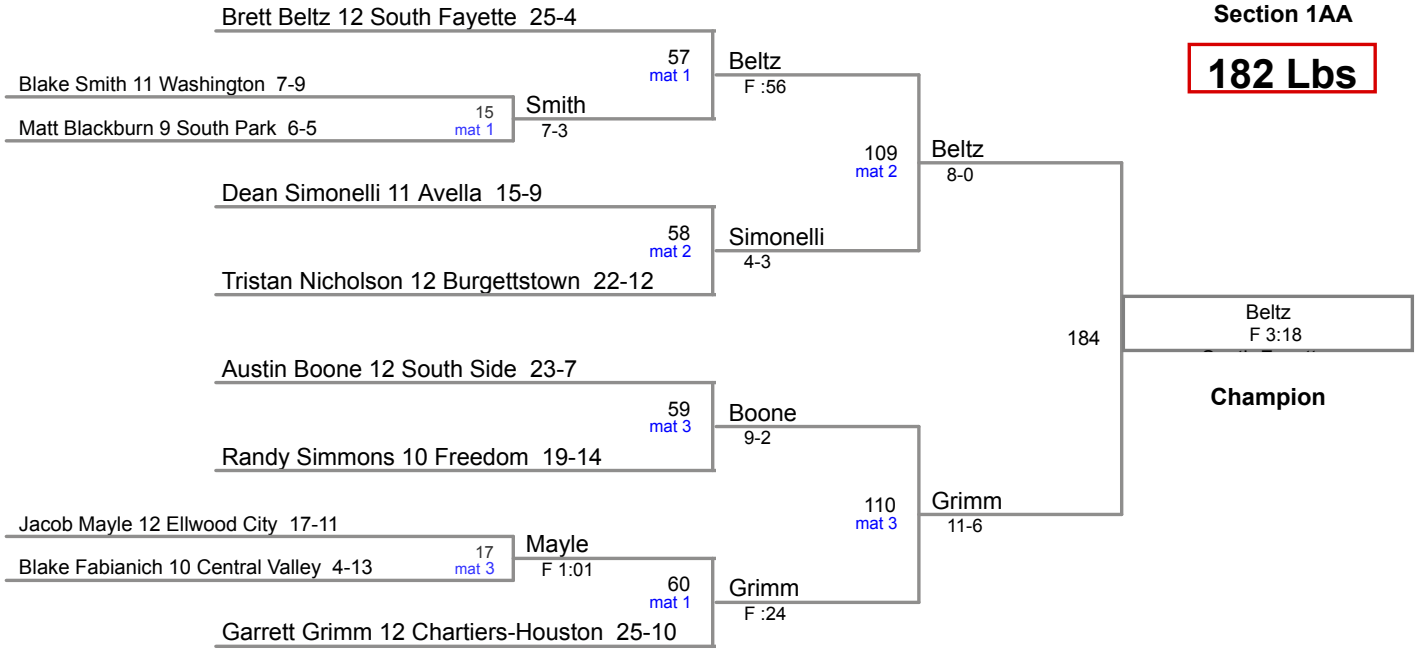 Brett Beltz 12 South Fayette 25-4
Section 1AA
57
mat 1
Beltz
F :56
182 Lbs
Blake Smith 11 Washington 7-9
15
mat 1
Smith
7-3
Matt Blackburn 9 South Park 6-5
109
mat 2
Beltz
8-0
Dean Simonelli 11 Avella 15-9
58
mat 2
Simonelli
4-3
Tristan Nicholson 12 Burgettstown 22-12
184
Beltz
F 3:18
Austin Boone 12 South Side 23-7
Champion
59
mat 3
Boone
9-2
Randy Simmons 10 Freedom 19-14
110
mat 3
Grimm
11-6
Jacob Mayle 12 Ellwood City 17-11
17
mat 3
Mayle
F 1:01
Blake Fabianich 10 Central Valley 4-13
60
mat 1
Grimm
F :24
Garrett Grimm 12 Chartiers-Houston 25-10